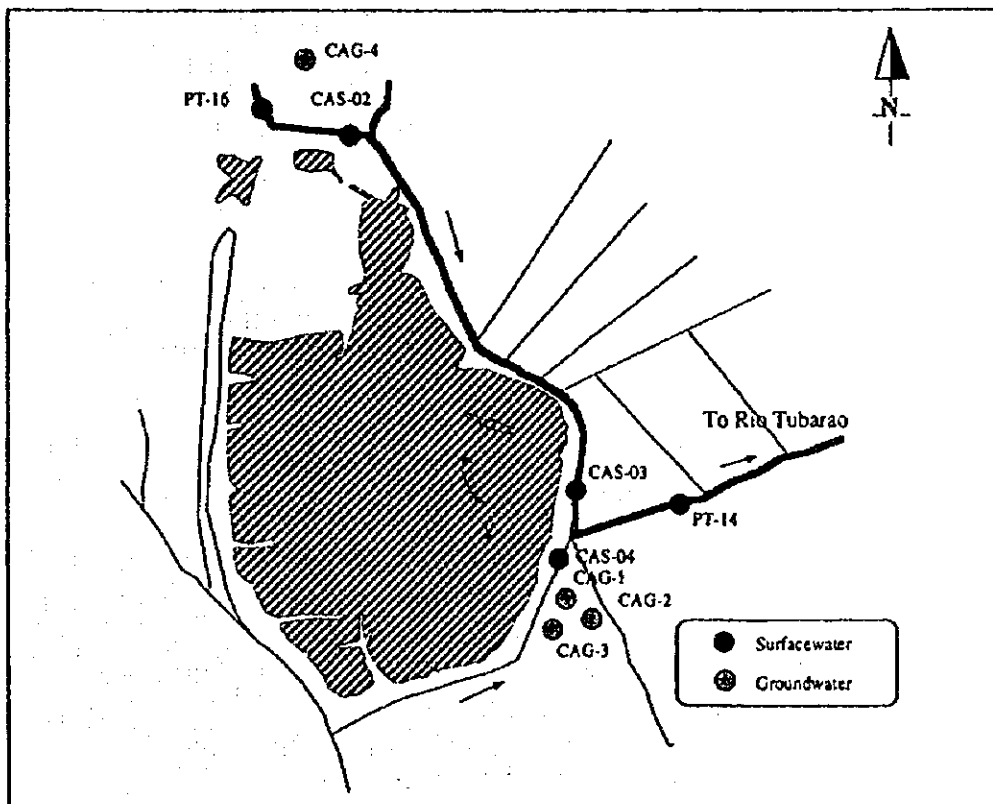 CAG-4
PT-16
CAS-02
N
To Rio Tubarao
CAS-03
PT-14
CAS-04
CAG-1
CAG-2
CAG-3
Surfacewater
Groundwater